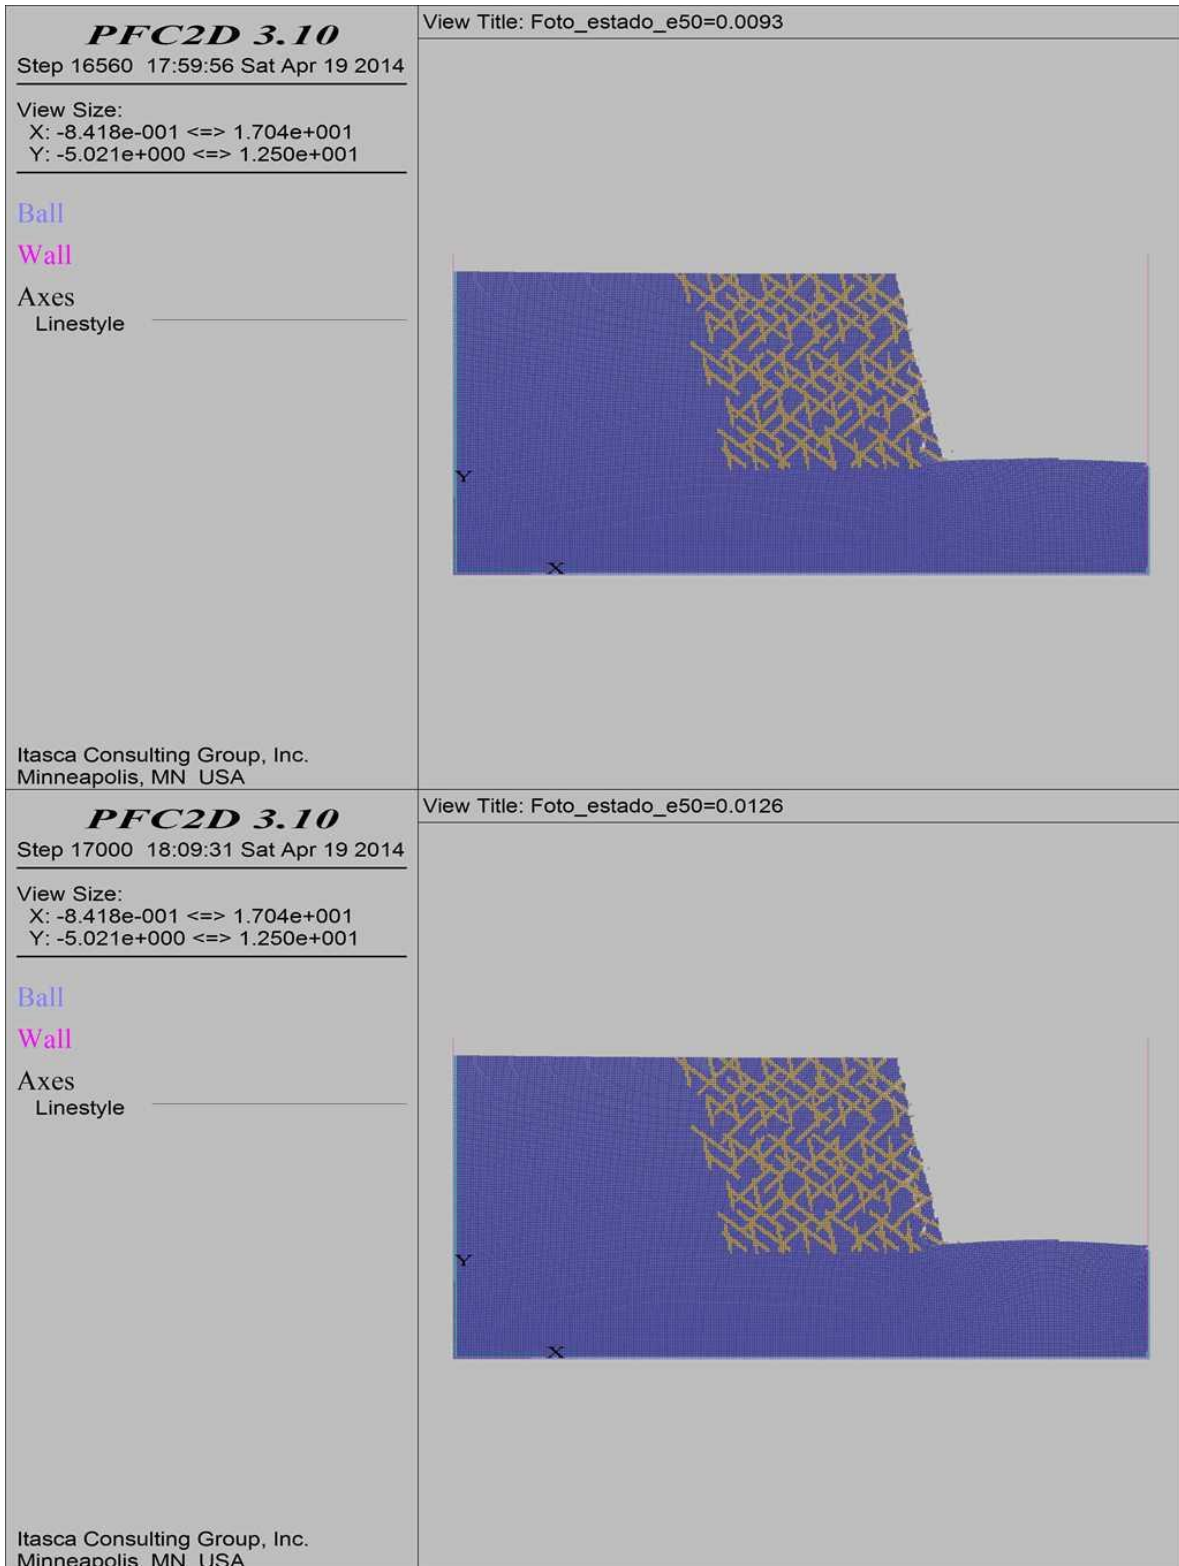 PFC2D 3.10
Step 16560 17:59:56 Sat Apr 19 2014
View Size:
X: -8.418e-001 <=> 1.704e+001
Y: -5.021e+000 <=> 1.250e+001
Ball
Wall
Axes
Linestyle
Itasca Consulting Group, Inc.
Minneapolis, MN USA
View Title: Foto_estado_e50=0.0093
Y
X
PFC2D 3.10
Step 17000 18:09:31 Sat Apr 19 2014
View Size:
X: -8.418e-001 <=> 1.704e+001
Y: -5.021e+000 <=> 1.250e+001
Ball
Wall
Axes
Linestyle
Itasca Consulting Group, Inc.
Minneapolis, MN USA
View Title: Foto_estado_e50=0.0126
Y
X